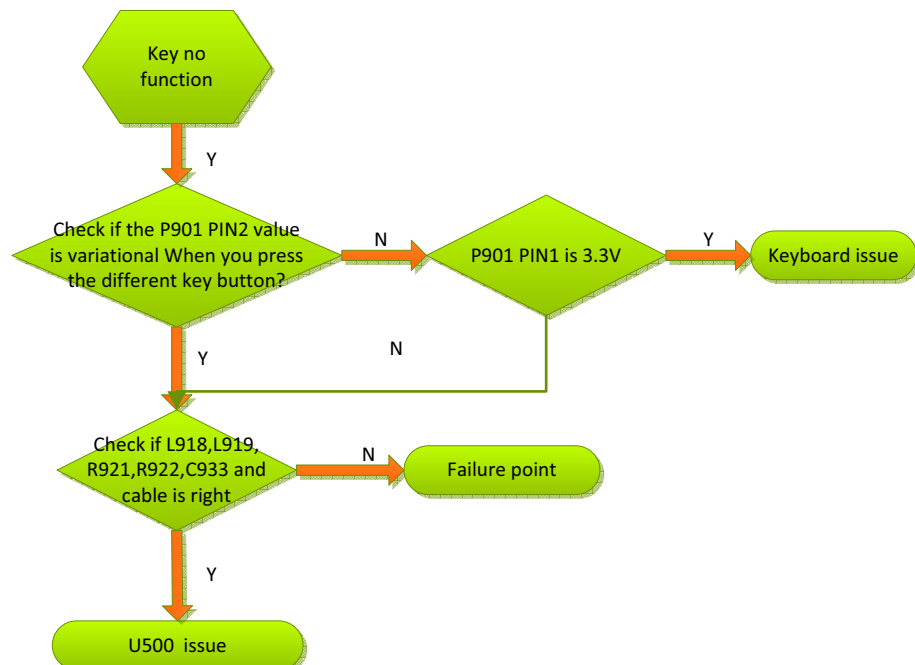 Key no
function
Y
Check if the P901 PIN2 value
is variational When you press
the different key button?
N
P901 PIN1 is 3.3V
Y
Keyboard issue
Y
N
Check if L918,L919,
R921,R922,C933 and
cable is right
N
Failure point
Y
U500 issue